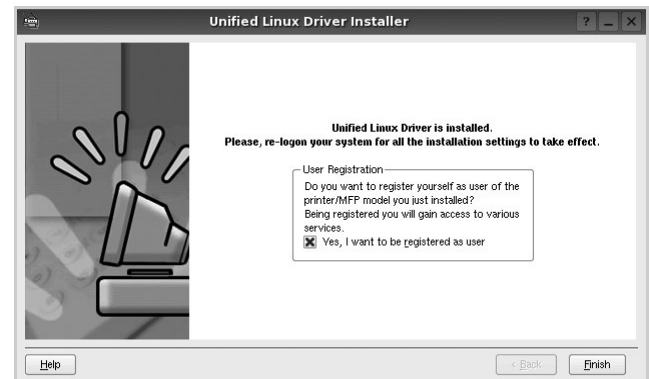 Unified Linux Driver Installer
Unified Linux Driver is installed.
Please, re-logon your system for all the installation settings to take effect.
User Registration
Do you want to register yourself as user of the
printer/MFP model you just installed?
Being registered you will gain access to various
services.
Yes, I want to be registered as user
Help
< Back
Finish